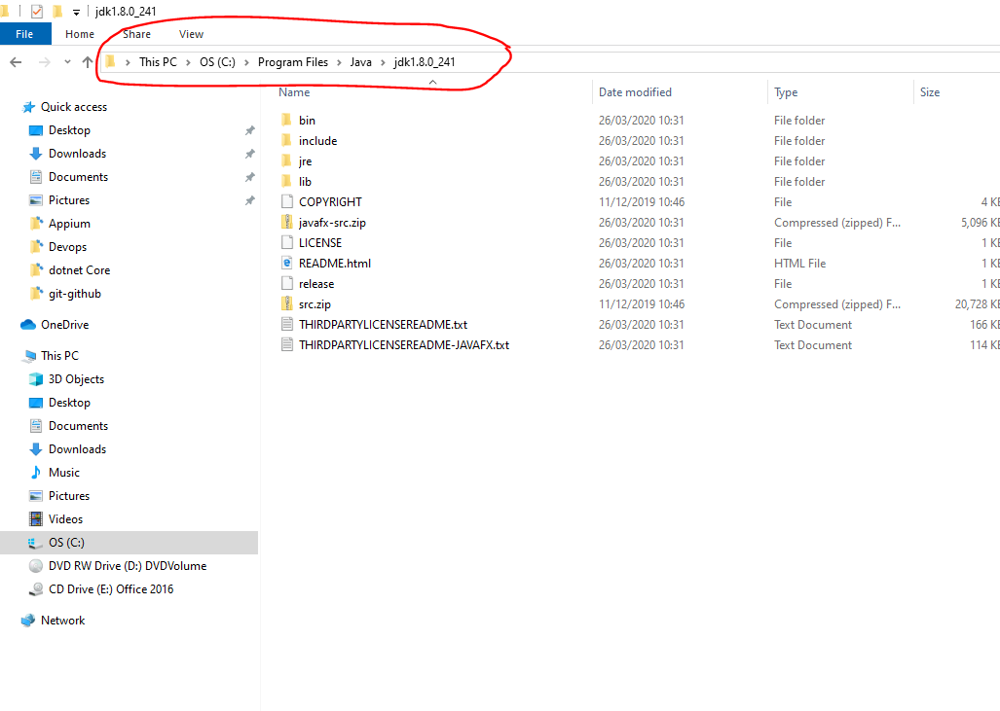 jdk1.8.0_241
File Home Share View
This PC > OS (C:) > Program Files > Java > jdk1.8.0_241
Name Date modified Type Size
Quick access
Desktop
Downloads
Documents
Pictures
Appium
Devops
dotnet Core
git-github
OneDrive
This PC
3D Objects
Desktop
Documents
Downloads
Music
Pictures
Videos
OS (C:)
DVD RW Drive (D:) DVDVolume
CD Drive (E:) Office 2016
Network
bin 26/03/2020 10:31 File folder
include 26/03/2020 10:31 File folder
jre 26/03/2020 10:31 File folder
lib 26/03/2020 10:31 File folder
COPYRIGHT 11/12/2019 10:46 File 4 KB
javafx-src.zip 26/03/2020 10:31 Compressed (zipped) F... 5,096 KB
LICENSE 26/03/2020 10:31 File 1 KB
README.html 26/03/2020 10:31 HTML File 1 KB
release 26/03/2020 10:31 File 1 KB
src.zip 11/12/2019 10:46 Compressed (zipped) F... 20,728 KB
THIRDPARTYLICENSEREADME.txt 26/03/2020 10:31 Text Document 166 KB
THIRDPARTYLICENSEREADME-JAVAFX.txt 26/03/2020 10:31 Text Document 114 KB